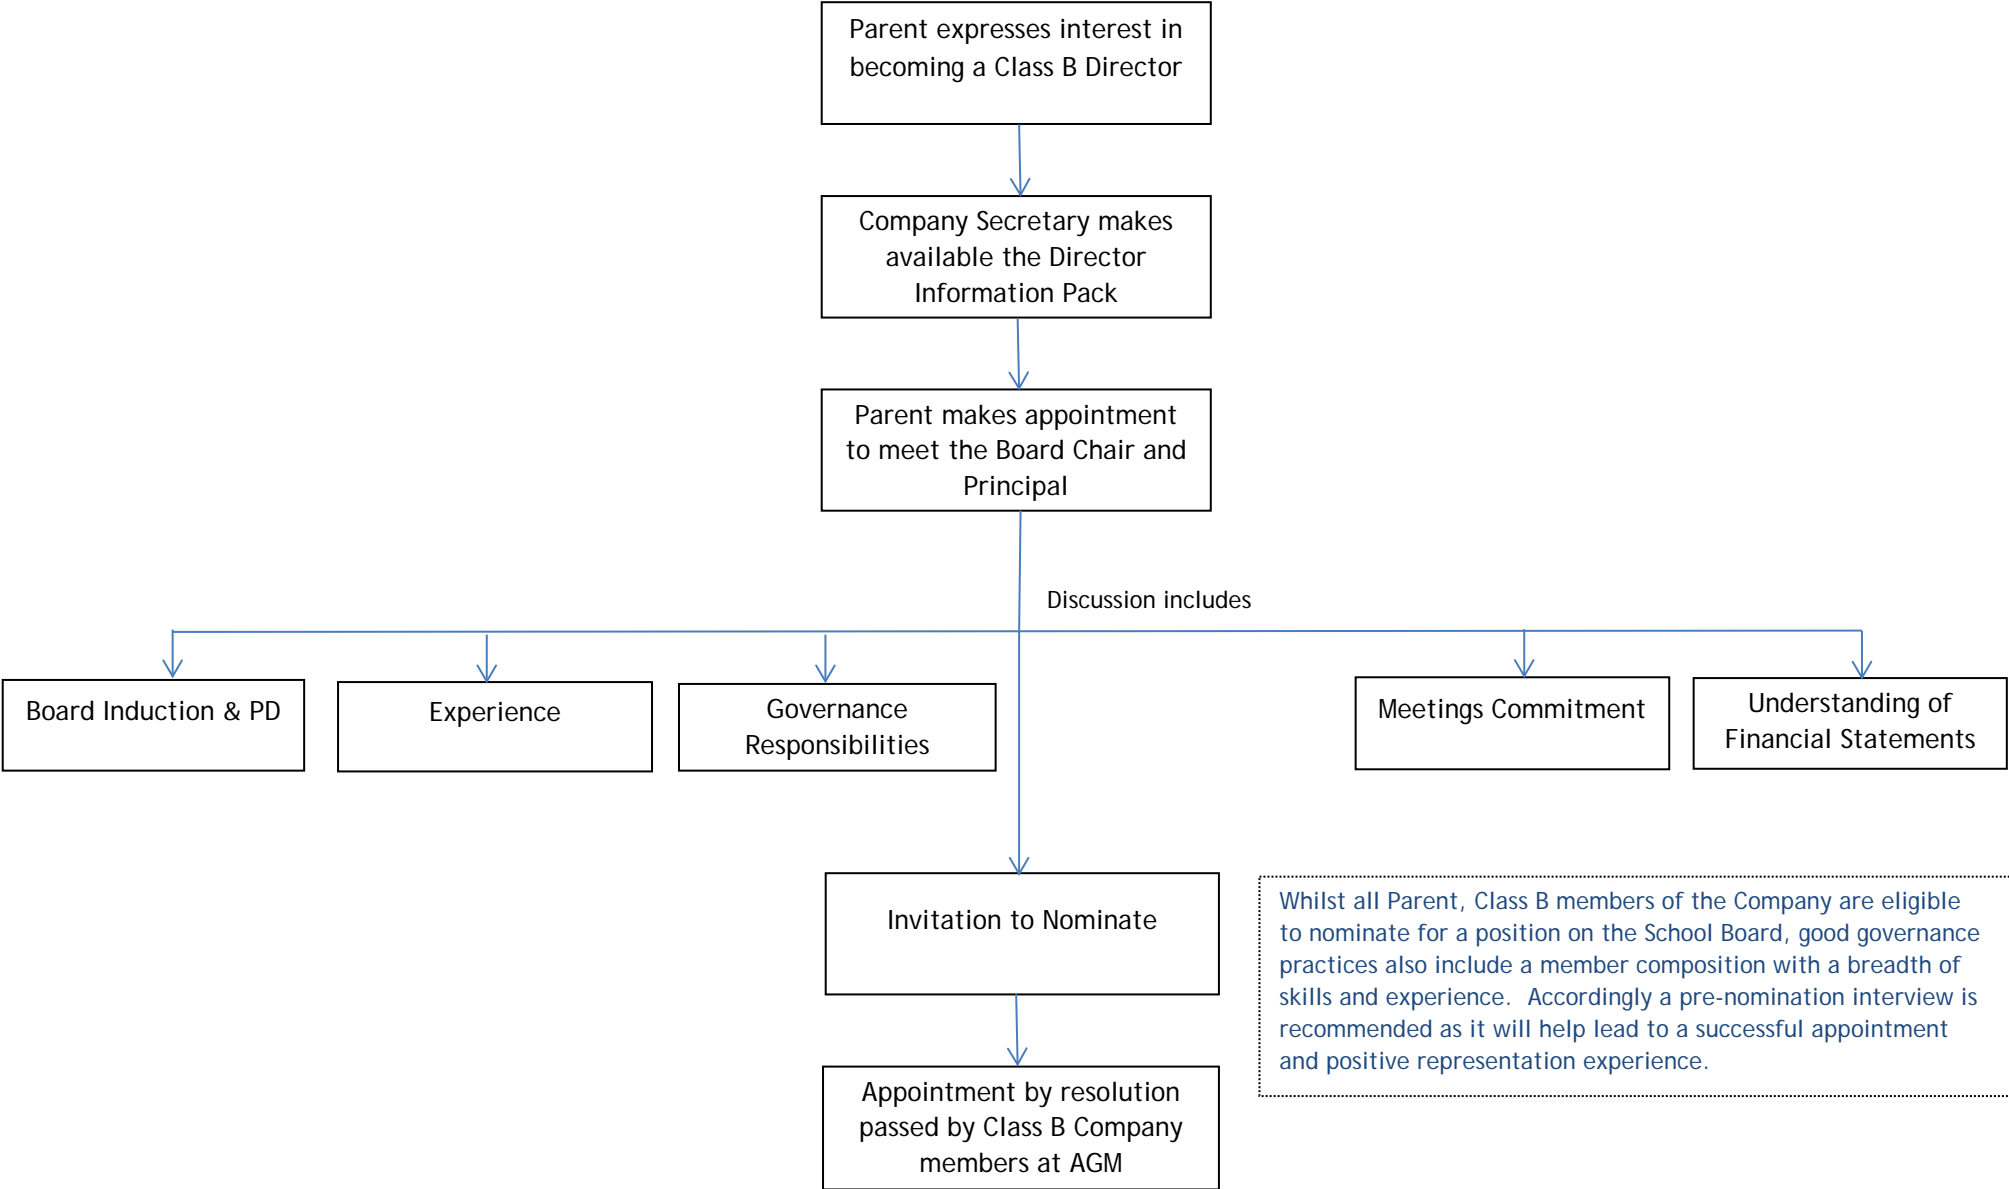 Parent expresses interest in
becoming a Class B Director
Company Secretary makes
available the Director
Information Pack
Parent makes appointment
to meet the Board Chair and
Principal
Discussion includes
Board Induction & PD
Experience
Governance
Responsibilities
Meetings Commitment
Understanding of
Financial Statements
Invitation to Nominate
Whilst all Parent, Class B members of the Company are eligible
to nominate for a position on the School Board, good governance
practices also include a member composition with a breadth of
skills and experience.  Accordingly a pre-nomination interview is
recommended as it will help lead to a successful appointment
and positive representation experience.
Appointment by resolution
passed by Class B Company
members at AGM